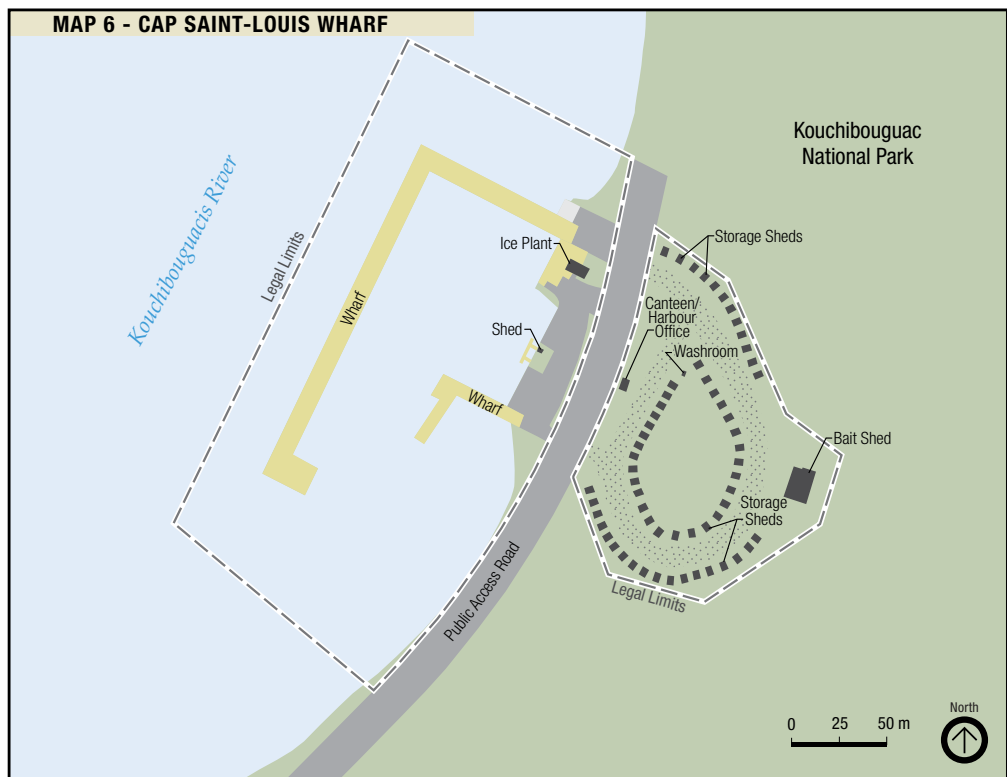 MAP 6 - CAP SAINT-LOUIS WHARF
Kouchibouguac
National Park
Kouchibouguacis River
Legal Limits
Wharf
Ice Plant
Storage Sheds
Canteen/
Harbour
Office
Shed
Washroom
Wharf
Bait Shed
Storage
Sheds
Public Access Road
Legal Limits
North
0 25 50 m